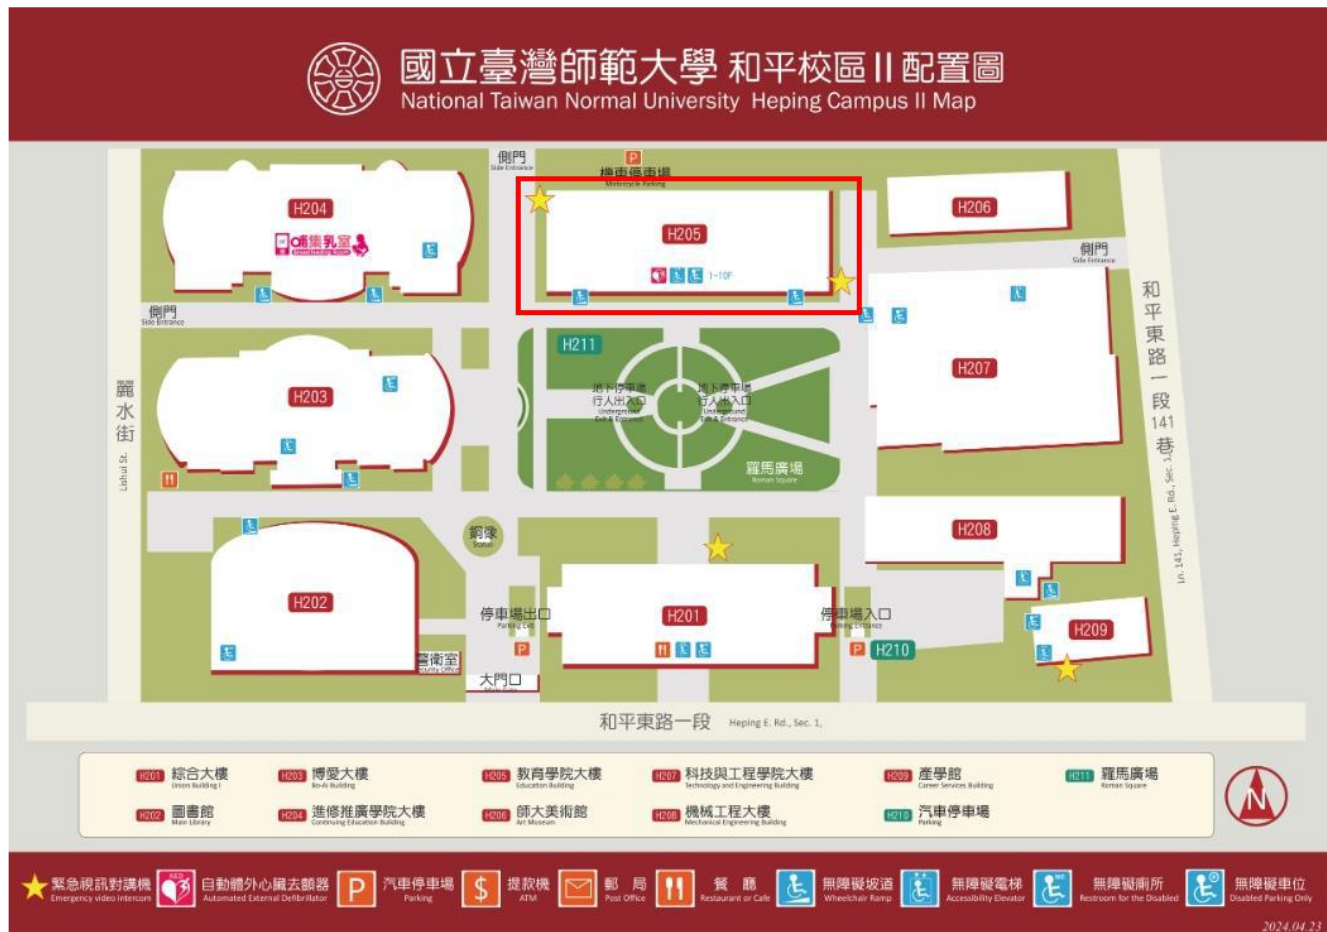 國立臺灣師範大學 和平校區 II 配置圖
National Taiwan Normal University Heping Campus II Map
側門
Side Entrance
P
機車停車場
Motorcycle Parking
H204
哺集乳室
Breastfeeding Room
H205
1-10F
H206
側門
Side Entrance
側門
Side Entrance
H211
H203
地下停車場
行人出入口
Underground
Exit & Entrance
地下停車場
行人出入口
Underground
Exit & Entrance
H207
羅馬廣場
Roman Square
麗水街
Lishui St.
和平東路一段141巷
Ln. 141, Heping E. Rd., Sec. 1,
銅像
Statue
H208
H202
停車場出口
Parking Exit
P
H201
停車場入口
Parking Entrance
P
H210
H209
警衛室
Security Office
大門口
Main Gate
和平東路一段 Heping E. Rd., Sec. 1,
H201 綜合大樓
Union Building I
H203 博愛大樓
Bo-Ai Building
H205 教育學院大樓
Education Building
H207 科技與工程學院大樓
Technology and Engineering Building
H209 產學館
Career Services Building
H211 羅馬廣場
Roman Square
H202 圖書館
Main Library
H204 進修推廣學院大樓
Continuing Education Building
H206 師大美術館
Art Museum
H208 機械工程大樓
Mechanical Engineering Building
H210 汽車停車場
Parking
N
緊急視訊對講機
Emergency video intercom
AED
自動體外心臟去顫器
Automated External Defibrillator
P
汽車停車場
Parking
$
提款機
ATM
郵局
Post Office
餐廳
Restaurant or Cafe
無障礙坡道
Wheelchair Ramp
無障礙電梯
Accessibility Elevator
WC
無障礙廁所
Restroom for the Disabled
P
無障礙車位
Disabled Parking Only
2024.04.23